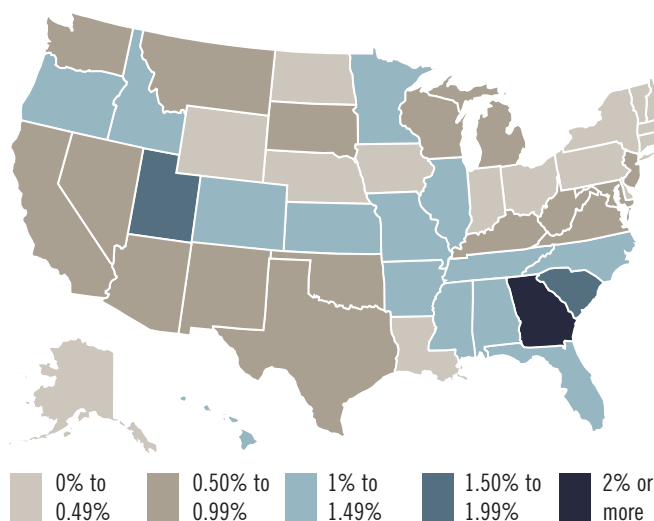 0% to
0.49%
0.50% to
0.99%
1% to
1.49%
1.50% to
1.99%
2% or
more